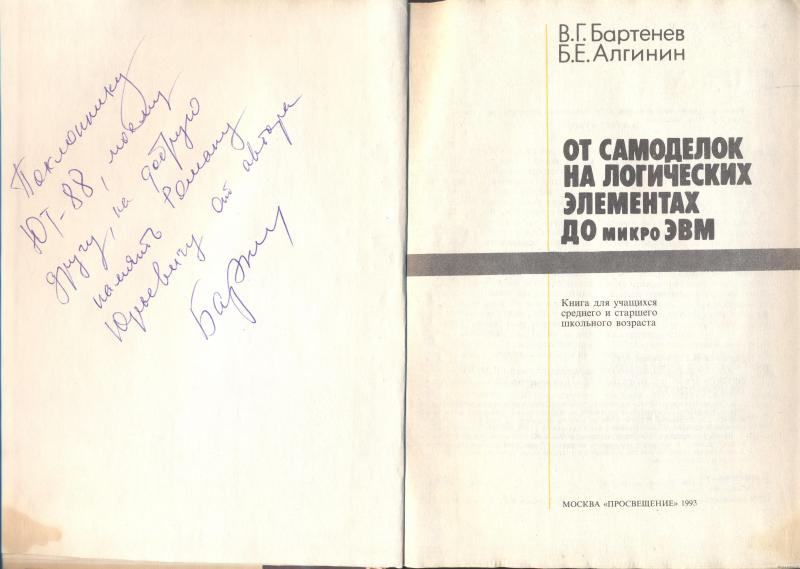 Поклоннику
ЮТ-88, моему
другу, на добрую
память Роману
Юрьевичу от автора
В.Г. Бартенев
Б.Е. Алгинин
ОТ САМОДЕЛОК
НА ЛОГИЧЕСКИХ
ЭЛЕМЕНТАХ
ДО МИКРО ЭВМ
Книга для учащихся
среднего и старшего
школьного возраста
МОСКВА «ПРОСВЕЩЕНИЕ» 1993